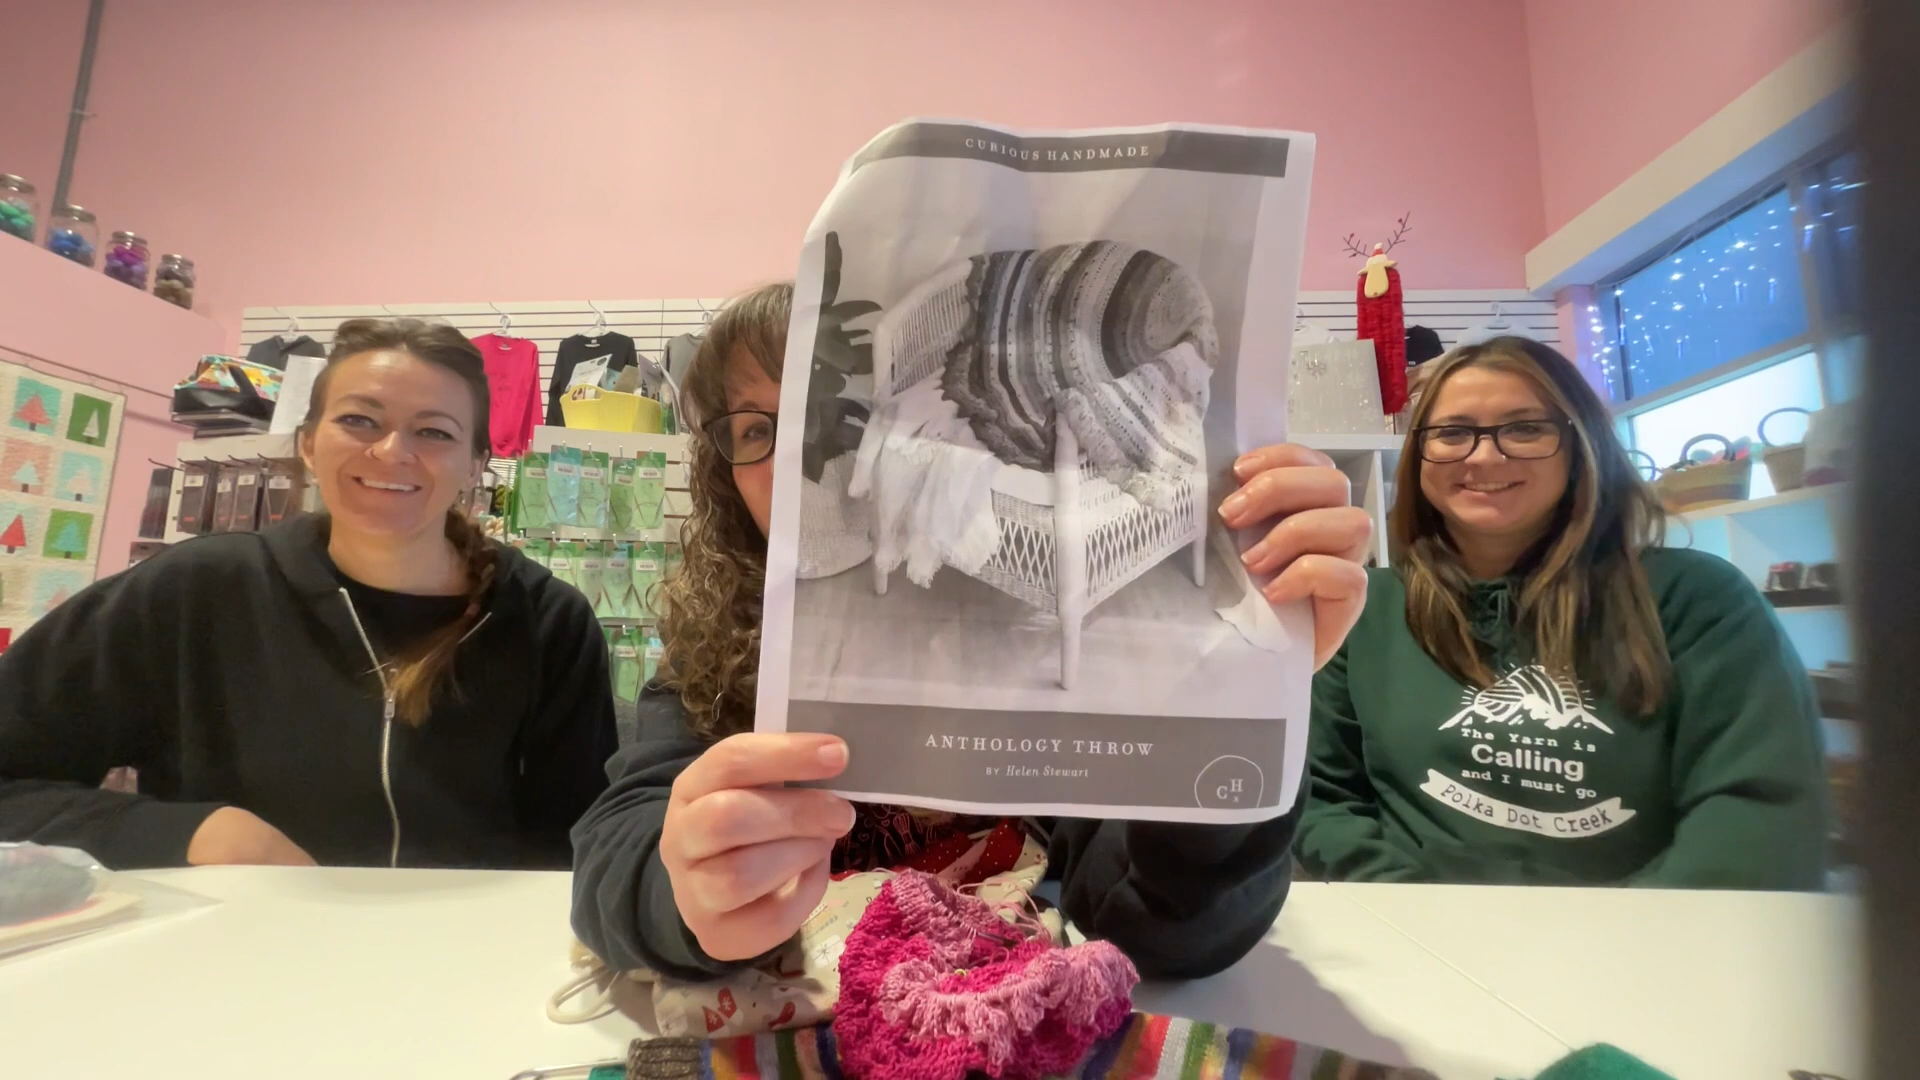 CURIOUS HANDMADE
ANTHOLOGY THROW
BY Helen Stewart
CH
x
The Yarn is
Calling
and I must go
Polka Dot Creek